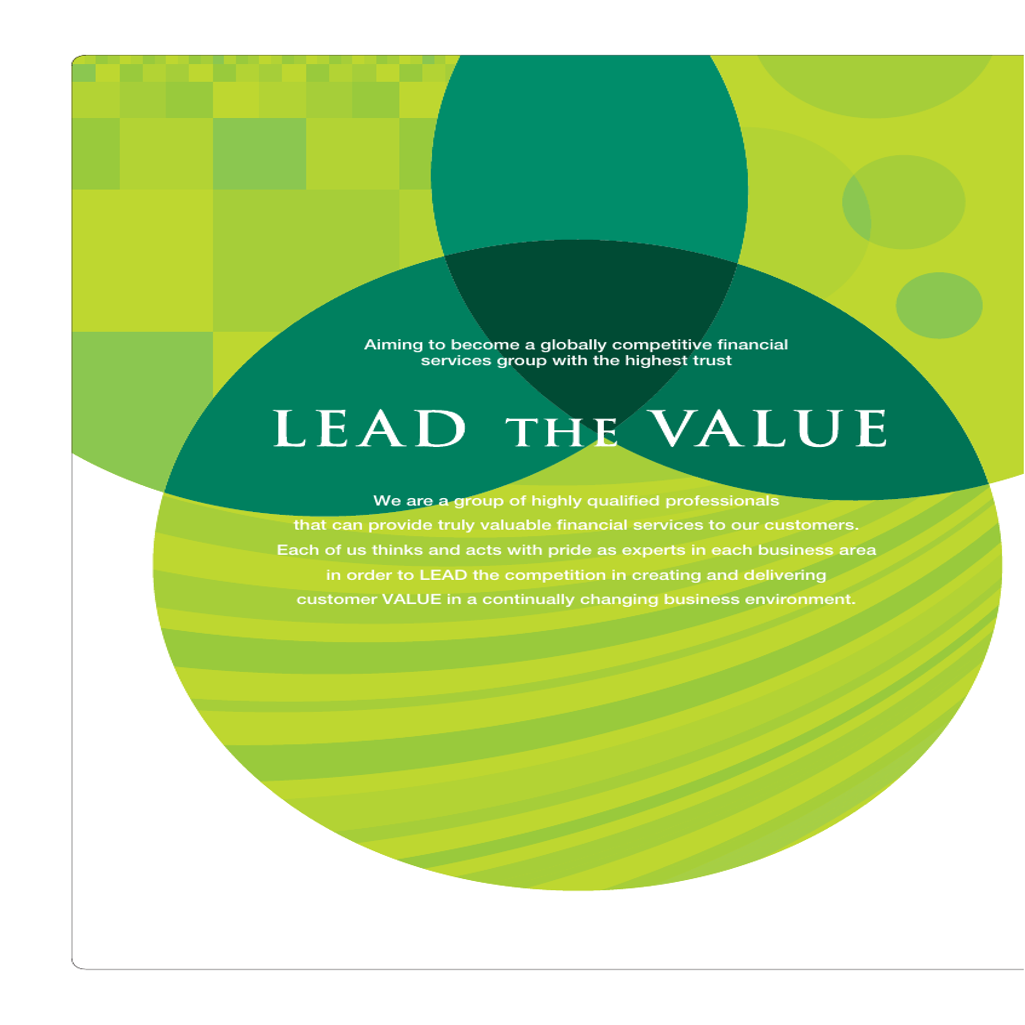 Aiming to become a globally competitive financial
services group with the highest trust
LEAD THE VALUE
We are a group of highly qualified professionals
that can provide truly valuable financial services to our customers.
Each of us thinks and acts with pride as experts in each business area
in order to LEAD the competition in creating and delivering
customer VALUE in a continually changing business environment.